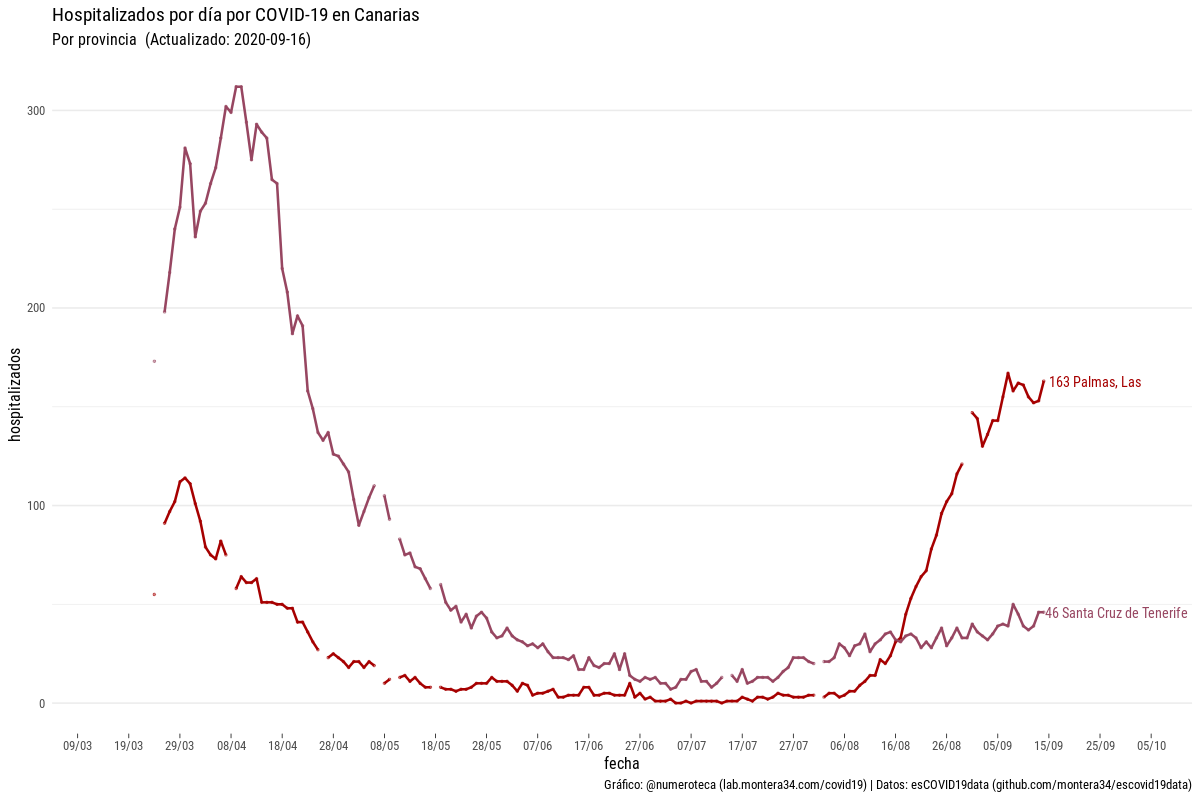 Hospitalizados por día por COVID-19 en Canarias
Por provincia  (Actualizado: 2020-09-16)
hospitalizados
300
200
100
0
163 Palmas, Las
46 Santa Cruz de Tenerife
09/03 19/03 29/03 08/04 18/04 28/04 08/05 18/05 28/05 07/06 17/06 27/06 07/07 17/07 27/07 06/08 16/08 26/08 05/09 15/09 25/09 05/10
fecha
Gráfico: @numeroteca (lab.montera34.com/covid19) | Datos: esCOVID19data (github.com/montera34/escovid19data)